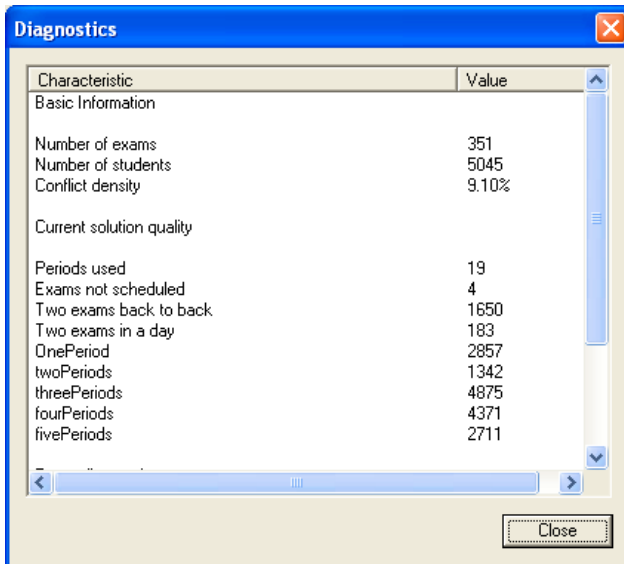 Diagnostics
Characteristic Value
Basic Information
Number of exams 351
Number of students 5045
Conflict density 9.10%
Current solution quality
Periods used 19
Exams not scheduled 4
Two exams back to back 1650
Two exams in a day 183
OnePeriod 2857
twoPeriods 1342
threePeriods 4875
fourPeriods 4371
fivePeriods 2711
Close